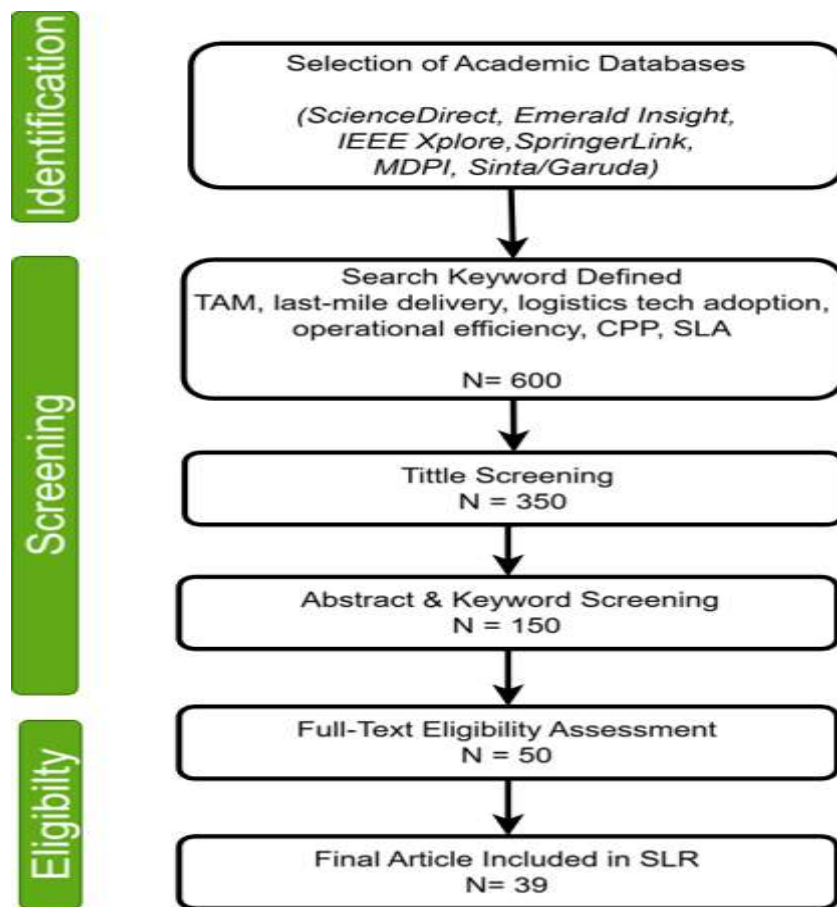 Identification
Selection of Academic Databases
(ScienceDirect, Emerald Insight,
IEEE Xplore,SpringerLink,
MDPI, Sinta/Garuda)
Screening
Search Keyword Defined
TAM, last-mile delivery, logistics tech adoption,
operational efficiency, CPP, SLA
N= 600
Tittle Screening
N = 350
Abstract & Keyword Screening
N = 150
Eligibilty
Full-Text Eligibility Assessment
N = 50
Final Article Included in SLR
N= 39